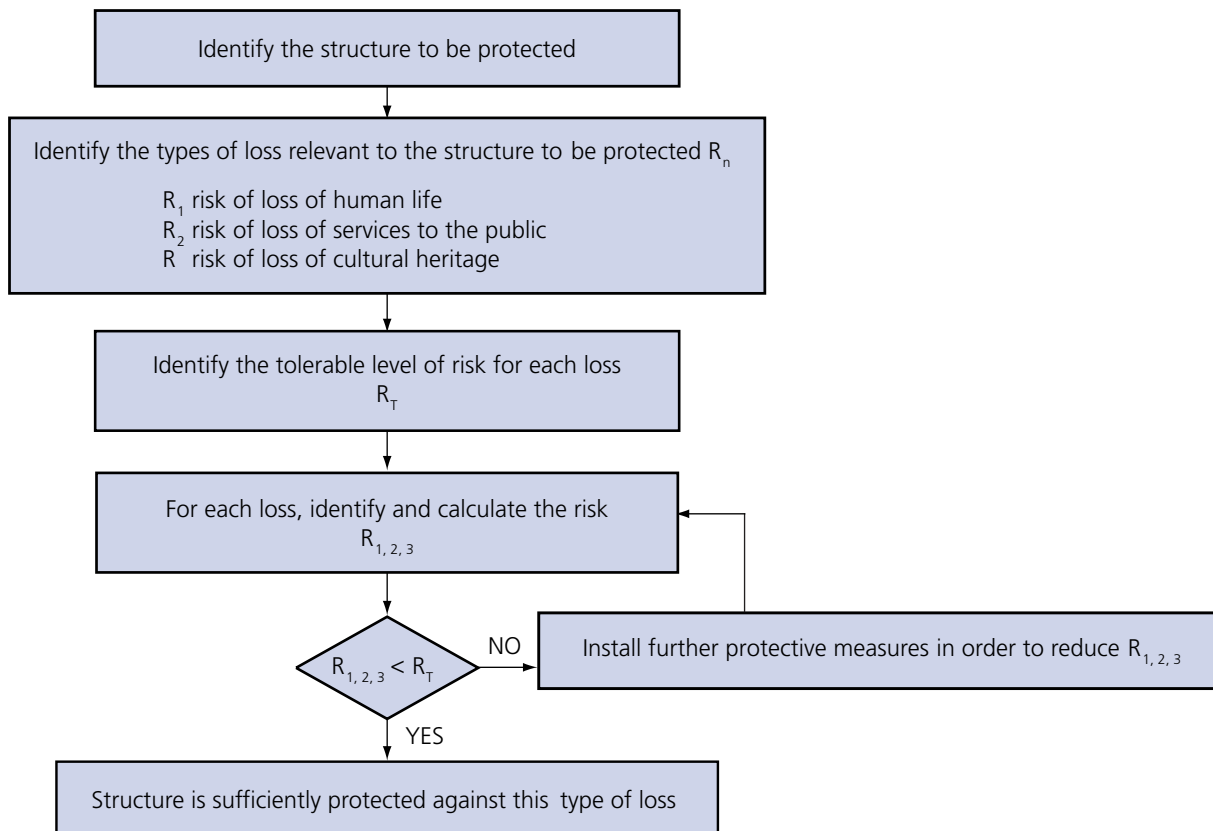 Identify the structure to be protected
Identify the types of loss relevant to the structure to be protected Rn
R1 risk of loss of human life
R2 risk of loss of services to the public
R risk of loss of cultural heritage
Identify the tolerable level of risk for each loss
RT
For each loss, identify and calculate the risk
R1, 2, 3
R1, 2, 3 < RT
NO
Install further protective measures in order to reduce R1, 2, 3
YES
Structure is sufficiently protected against this type of loss